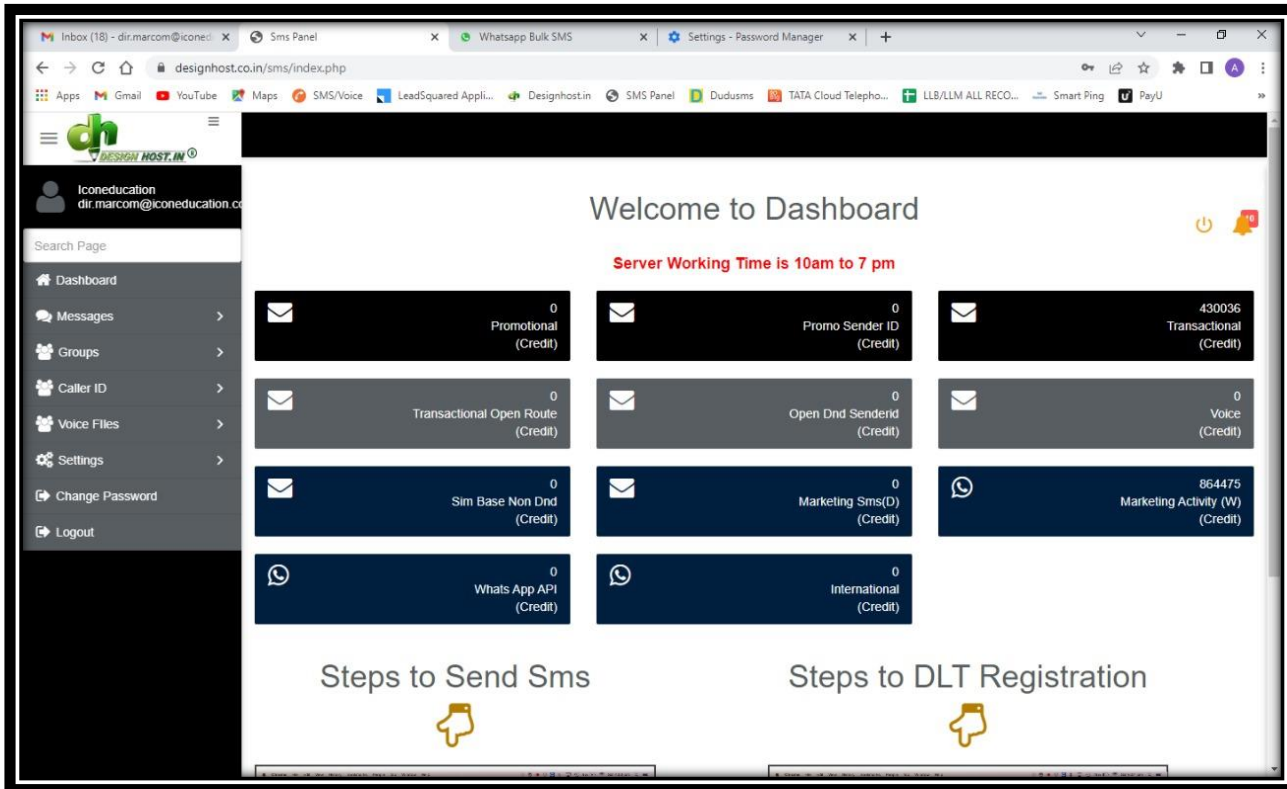 Inbox (18) - dir.marcom@iconed
Sms Panel
Whatsapp Bulk SMS
Settings - Password Manager
designhost.co.in/sms/index.php
A
Apps
Gmail
YouTube
Maps
SMS/Voice
LeadSquared Appli...
Designhost.in
SMS Panel
Dudusms
TATA Cloud Telepho...
LLB/LLM ALL RECO...
Smart Ping
PayU
»
dh
DESIGN HOST.IN ®
Iconeducation
dir.marcom@iconeducation.co
Search Page
Dashboard
Messages
Groups
Caller ID
Voice FIles
Settings
Change Password
Logout
Welcome to Dashboard
Server Working Time is 10am to 7 pm
0
Promotional
(Credit)
0
Promo Sender ID
(Credit)
430036
Transactional
(Credit)
0
Transactional Open Route
(Credit)
0
Open Dnd Senderid
(Credit)
0
Voice
(Credit)
0
Sim Base Non Dnd
(Credit)
0
Marketing Sms(D)
(Credit)
864475
Marketing Activity (W)
(Credit)
0
Whats App API
(Credit)
0
International
(Credit)
Steps to Send Sms
Steps to DLT Registration